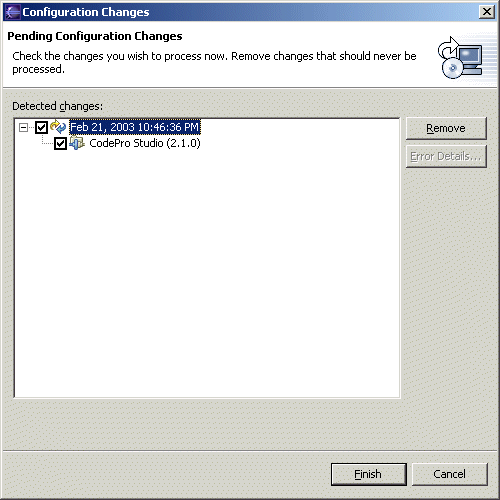 Configuration Changes
Pending Configuration Changes
Check the changes you wish to process now. Remove changes that should never be
processed.
Detected changes:
Feb 21, 2003 10:46:36 PM
CodePro Studio (2.1.0)
Remove
Error Details...
Finish
Cancel